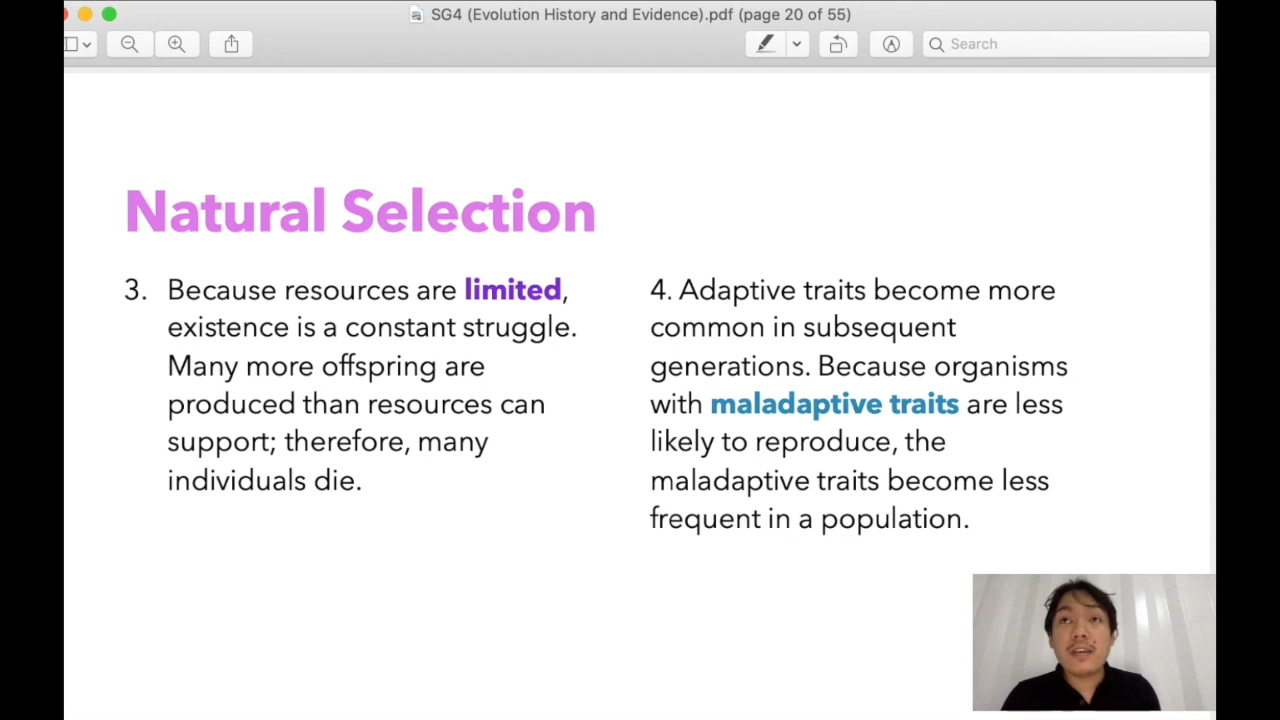 SG4 (Evolution History and Evidence).pdf (page 20 of 55)
Search
Natural Selection
3. Because resources are limited,
existence is a constant struggle.
Many more offspring are
produced than resources can
support; therefore, many
individuals die.
4. Adaptive traits become more
common in subsequent
generations. Because organisms
with maladaptive traits are less
likely to reproduce, the
maladaptive traits become less
frequent in a population.